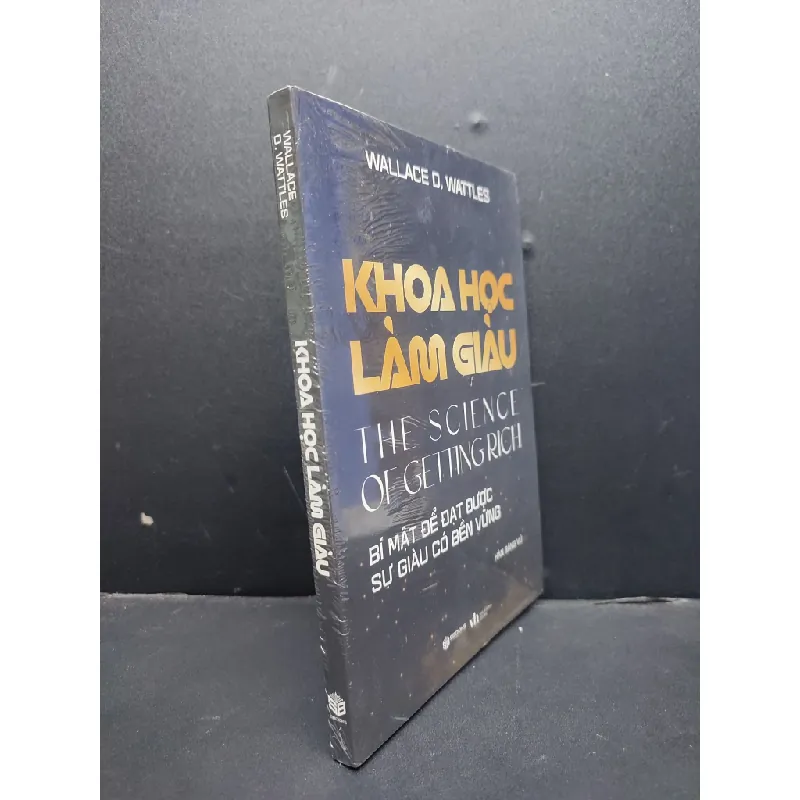 WALLACE
D. WATTLES
KHOA HỌC LÀM GIÀU
WALLACE D. WATTLES
KHOA HỌC
LÀM GIÀU
THE SCIENCE
OF GETTING RICH
BÍ MẬT ĐỂ ĐẠT ĐƯỢC
SỰ GIÀU CÓ BỀN VỮNG